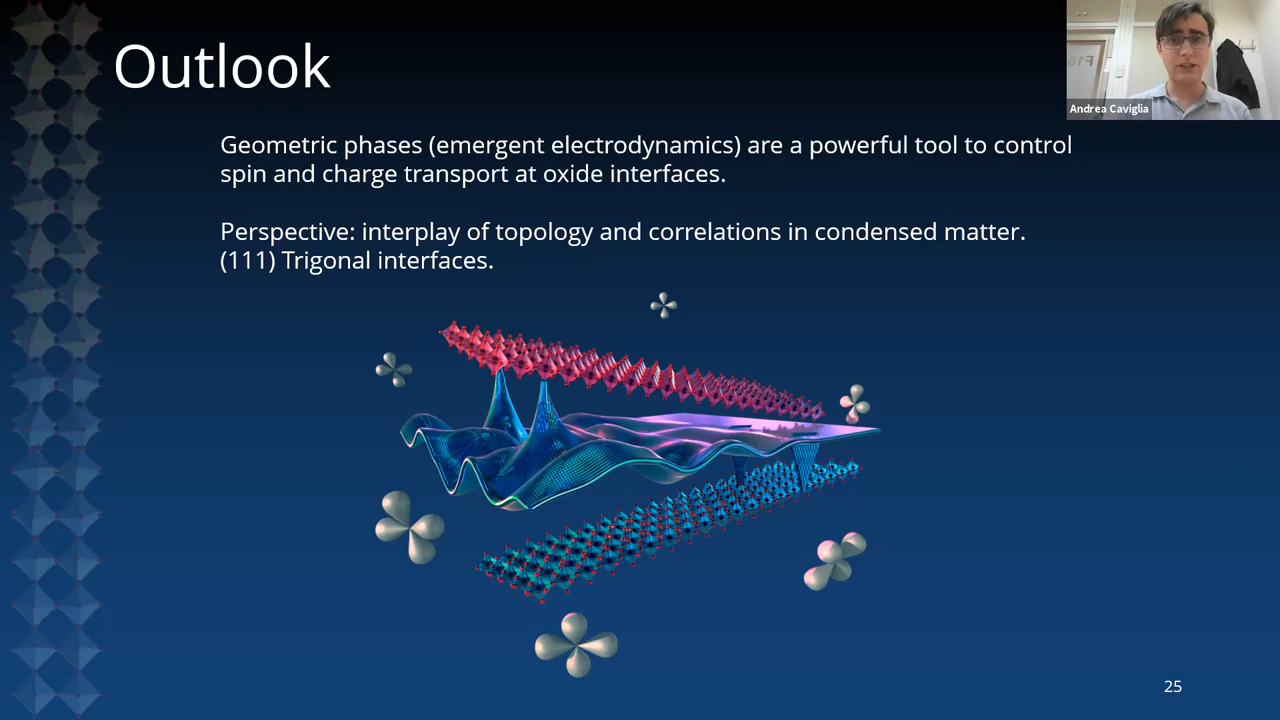 Outlook
Andrea Caviglia
Geometric phases (emergent electrodynamics) are a powerful tool to control
spin and charge transport at oxide interfaces.
Perspective: interplay of topology and correlations in condensed matter.
(111) Trigonal interfaces.
25